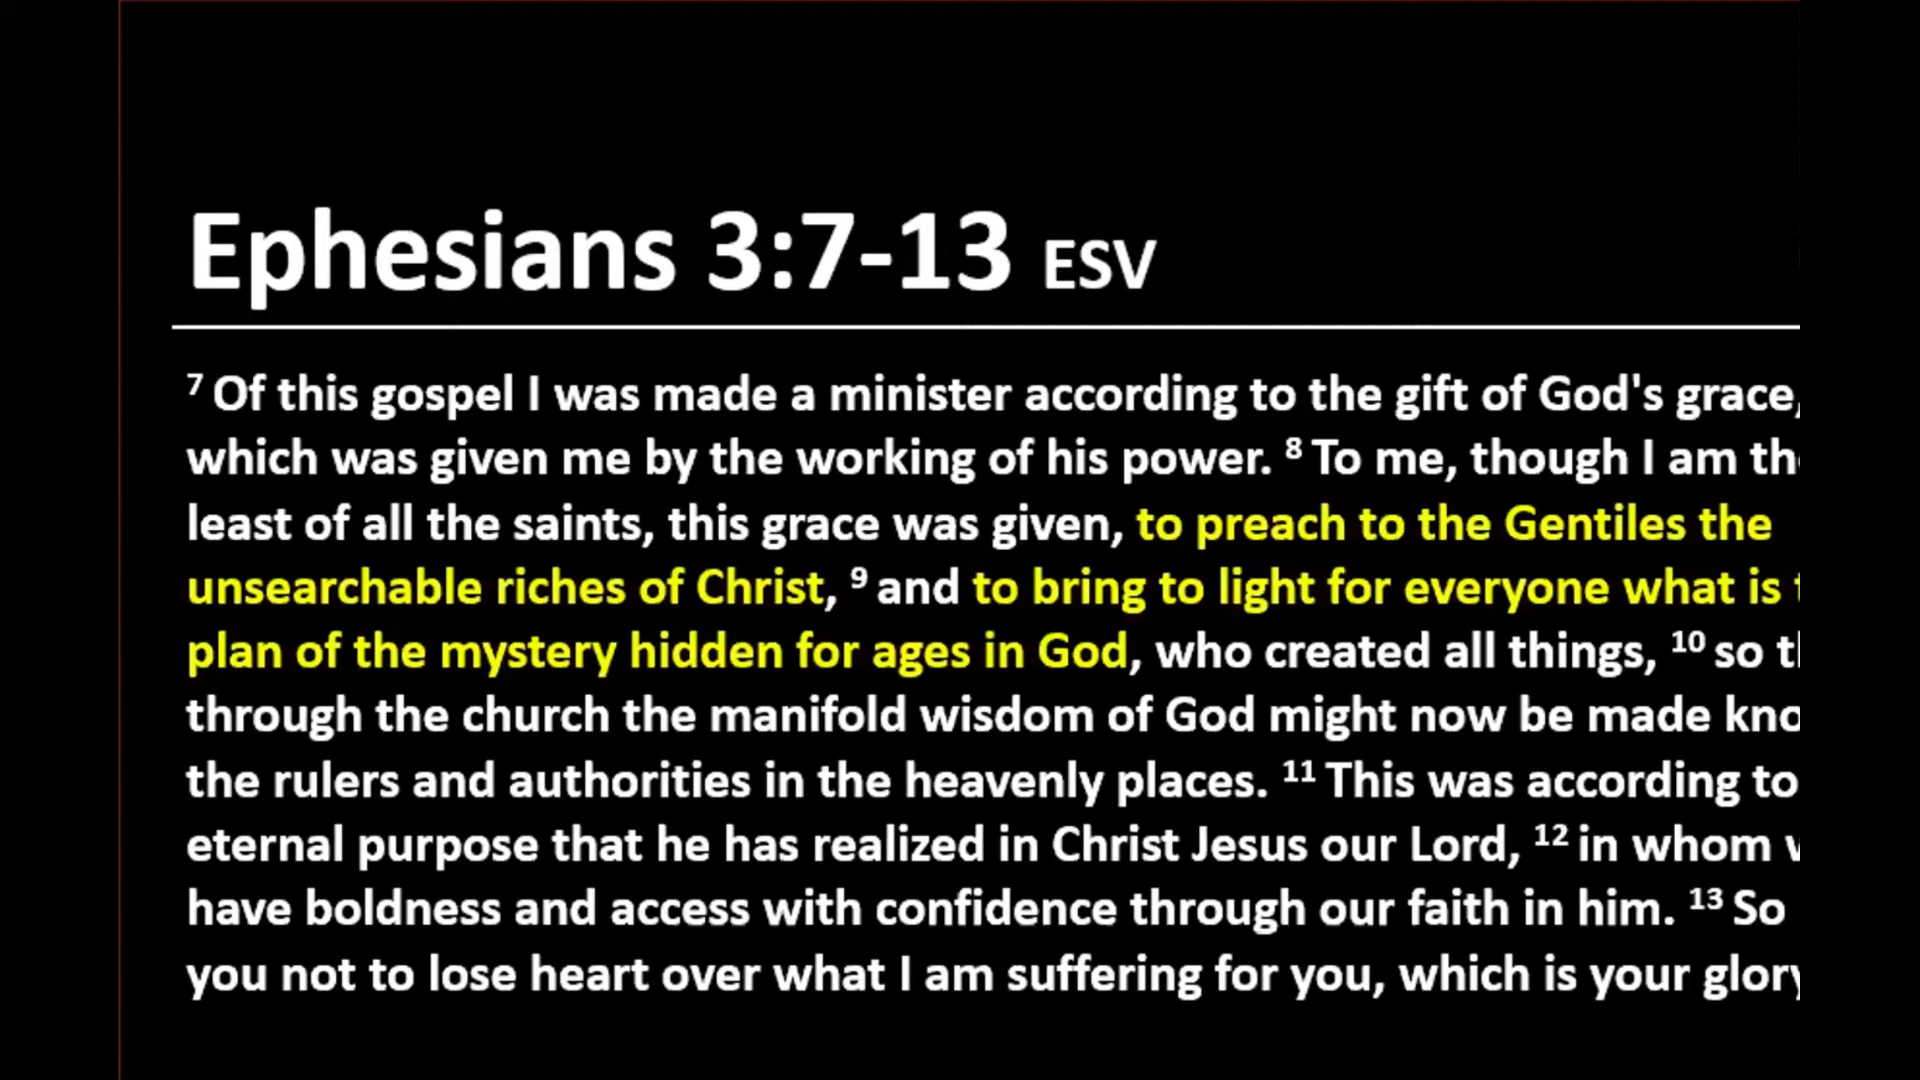 Ephesians 3:7-13 ESV
7 Of this gospel I was made a minister according to the gift of God's grace,
which was given me by the working of his power. 8 To me, though I am
least of all the saints, this grace was given, to preach to the Gentiles the
unsearchable riches of Christ, 9 and to bring to light for everyone what is
plan of the mystery hidden for ages in God, who created all things, 10 so
through the church the manifold wisdom of God might now be made
the rulers and authorities in the heavenly places. 11 This was according to
eternal purpose that he has realized in Christ Jesus our Lord, 12 in whom
have boldness and access with confidence through our faith in him. 13 So
you not to lose heart over what I am suffering for you, which is your glory